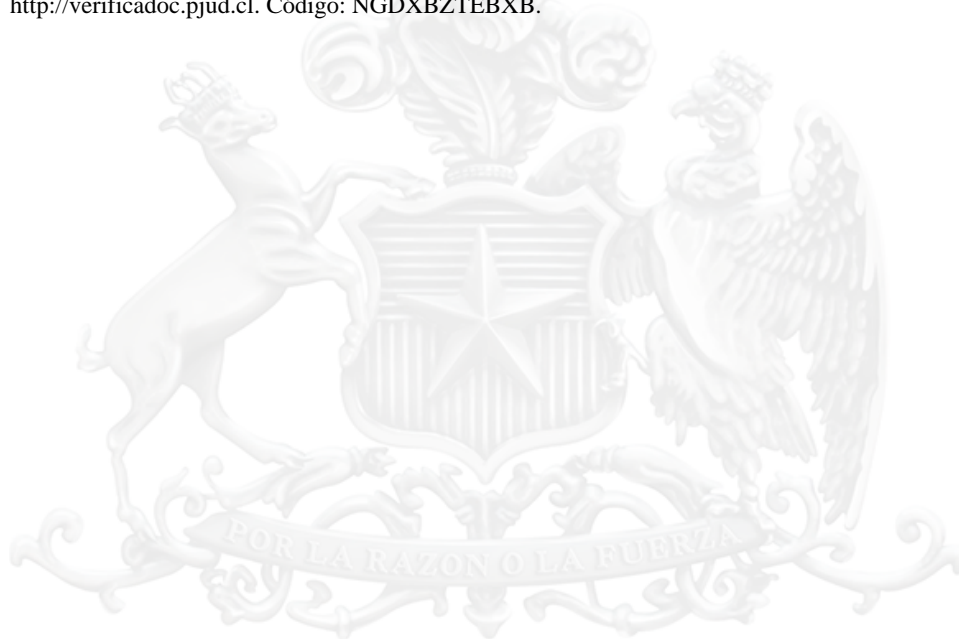 http://verificadoc.pjud.cl. Código: NGDXBZTEBXB.
POR LA RAZON O LA FUERZA